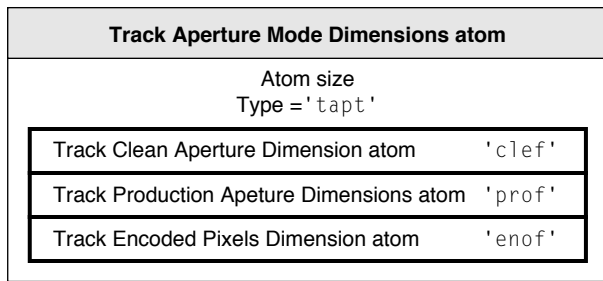 Track Aperture Mode Dimensions atom
Atom size
Type ='tapt'
Track Clean Aperture Dimension atom 'clef'
Track Production Apeture Dimensions atom 'prof'
Track Encoded Pixels Dimension atom 'enof'